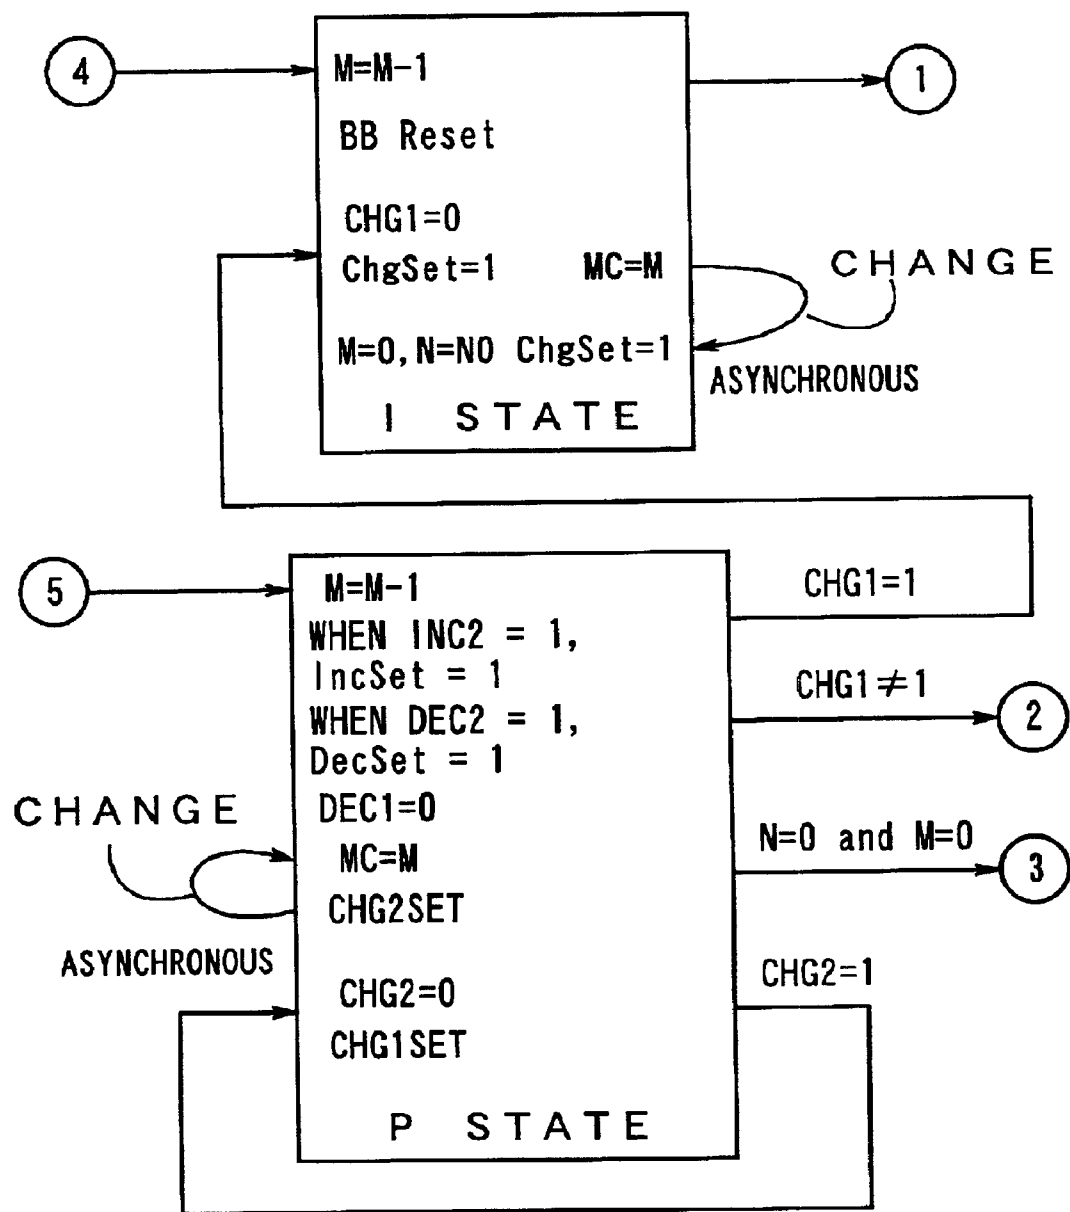 4
M=M-1
1
BB Reset
CHG1=0
ChgSet=1
MC=M
CHANGE
M=0, N=N0 ChgSet=1
ASYNCHRONOUS
I STATE
5
M=M-1
CHG1=1
WHEN INC2 = 1,
IncSet = 1
CHG1≠1
2
WHEN DEC2 = 1,
DecSet = 1
CHANGE
DEC1=0
N=0 and M=0
3
MC=M
CHG2SET
ASYNCHRONOUS
CHG2=1
CHG2=0
CHG1SET
P STATE